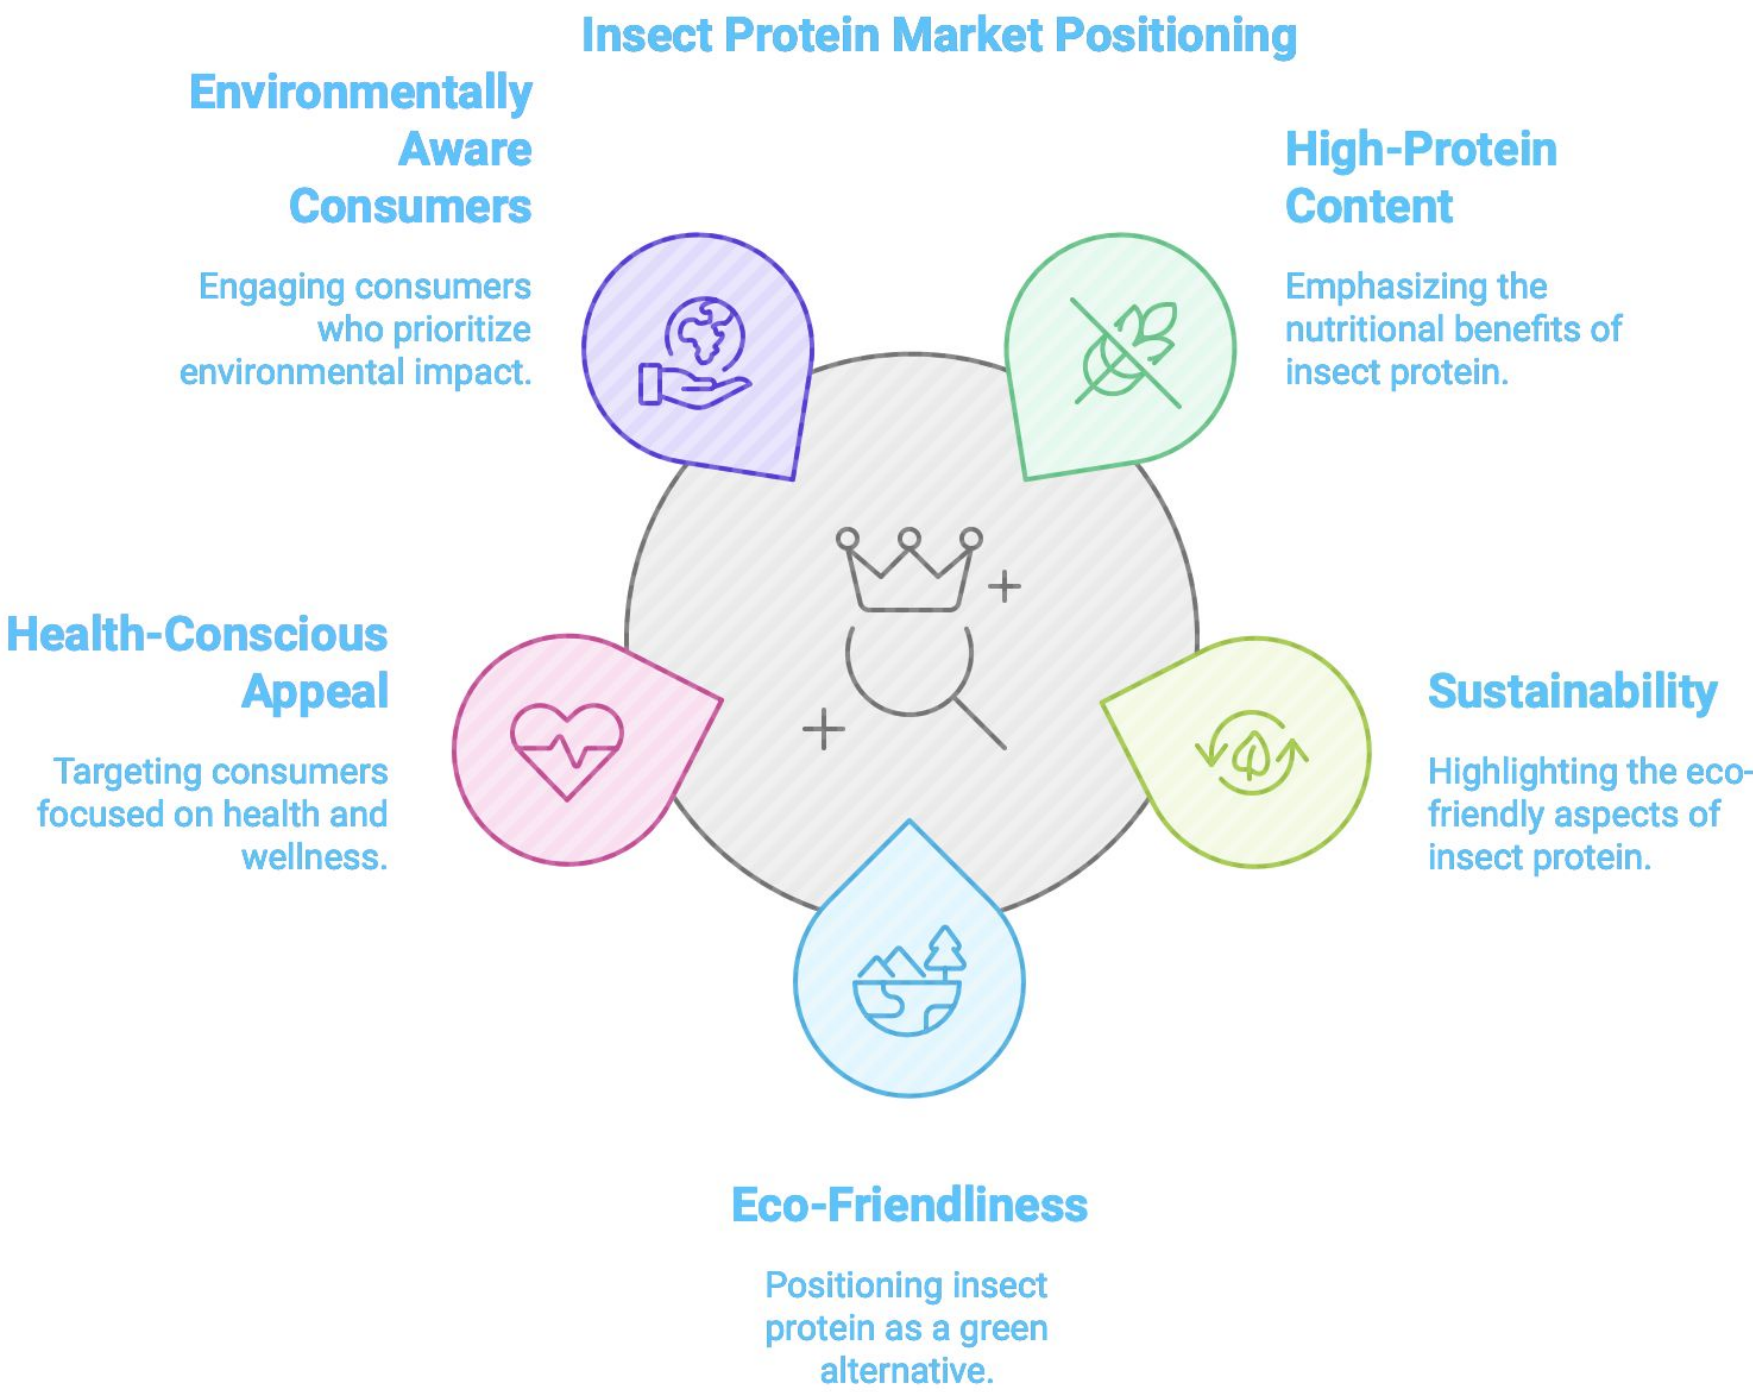 Insect Protein Market Positioning
Environmentally
Aware
Consumers
Engaging consumers
who prioritize
environmental impact.
High-Protein
Content
Emphasizing the
nutritional benefits of
insect protein.
Health-Conscious
Appeal
Targeting consumers
focused on health and
wellness.
Sustainability
Highlighting the eco-
friendly aspects of
insect protein.
Eco-Friendliness
Positioning insect
protein as a green
alternative.